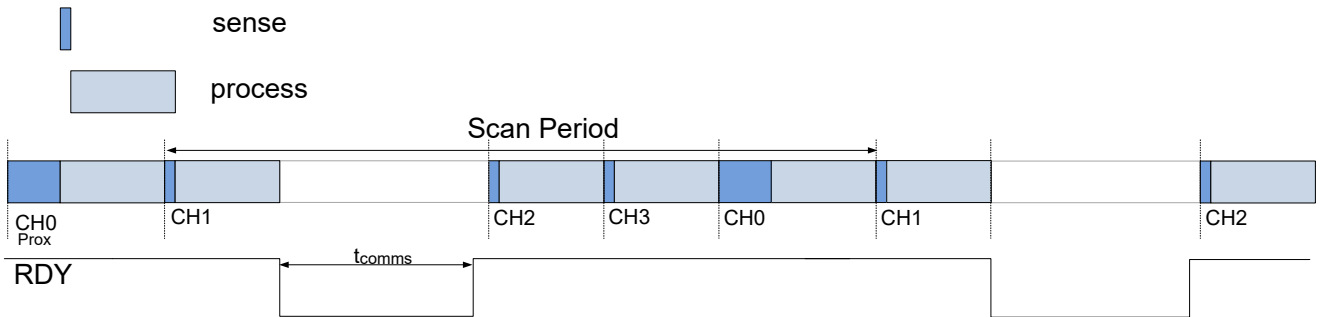 sense
process
Scan Period
CH0
Prox
CH1
CH2
CH3
CH0
CH1
CH2
RDY
tcomms